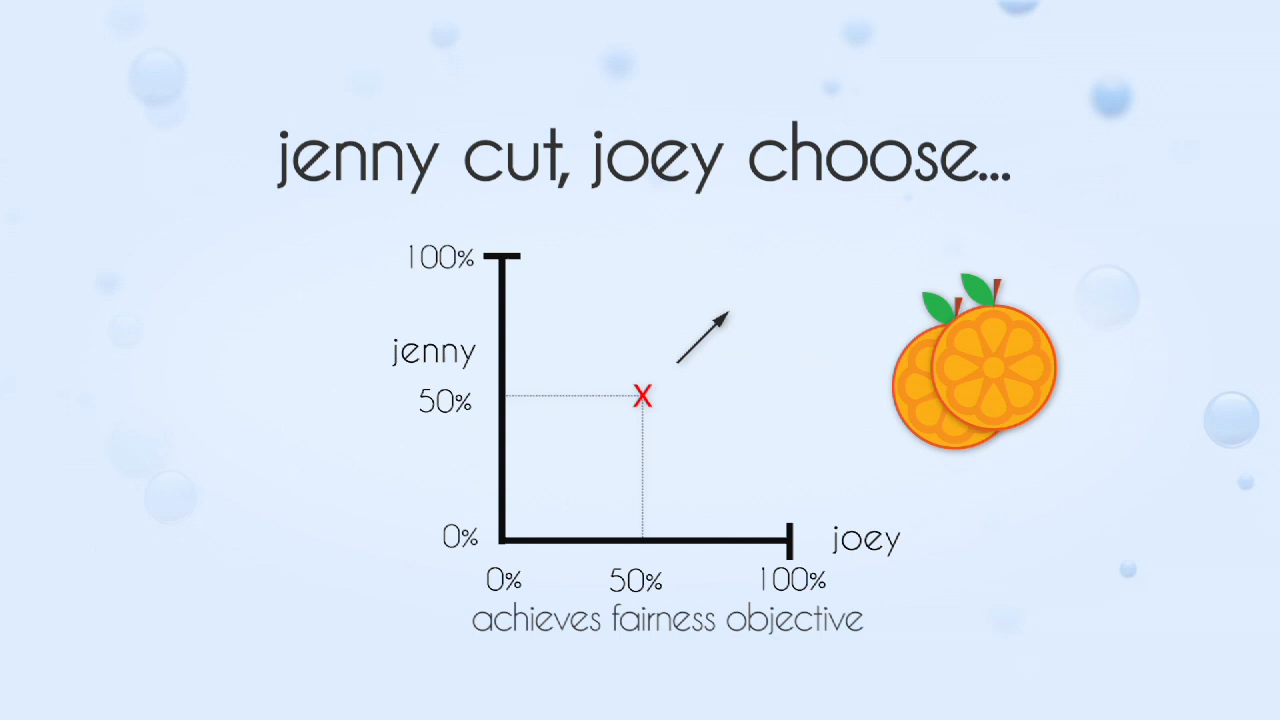 jenny cut, joey choose...
100%
jenny
50%
X
0%
joey
0% 50% 100%
achieves fairness objective